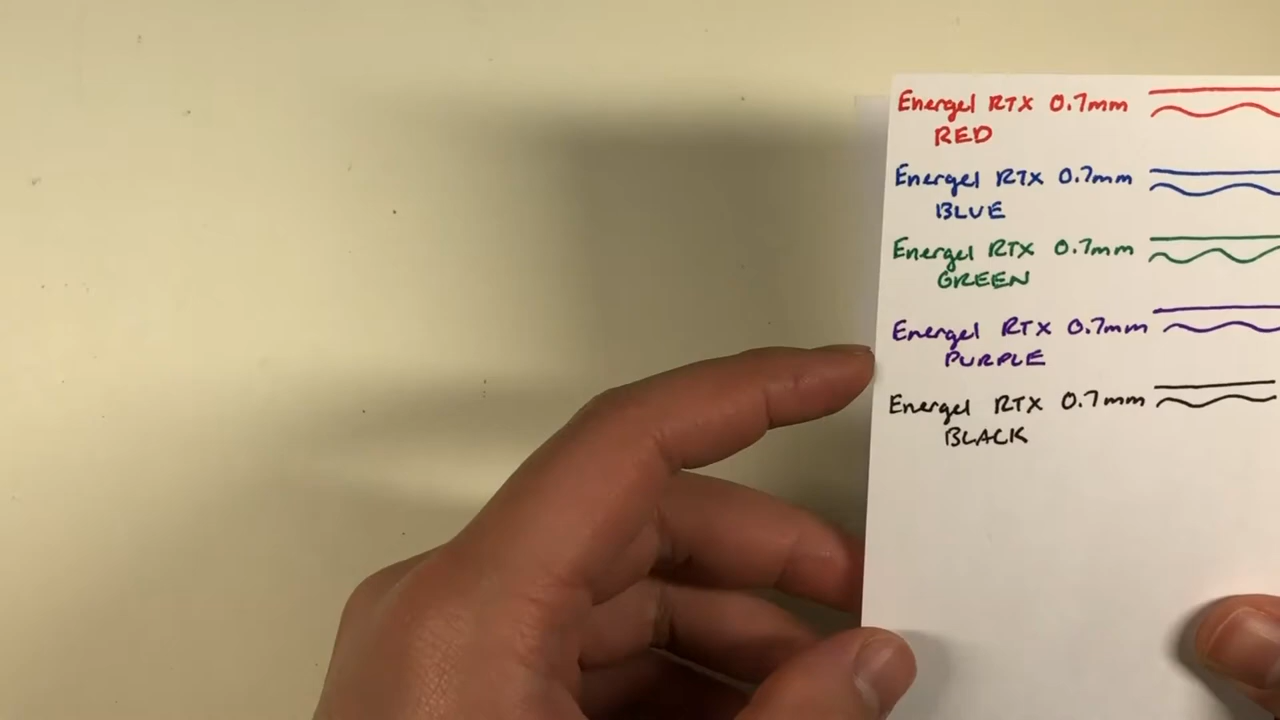 Energel RTX 0.7mm
RED
Energel RTX 0.7mm
BLUE
Energel RTX 0.7mm
GREEN
Energel RTX 0.7mm
PURPLE
Energel RTX 0.7mm
BLACK